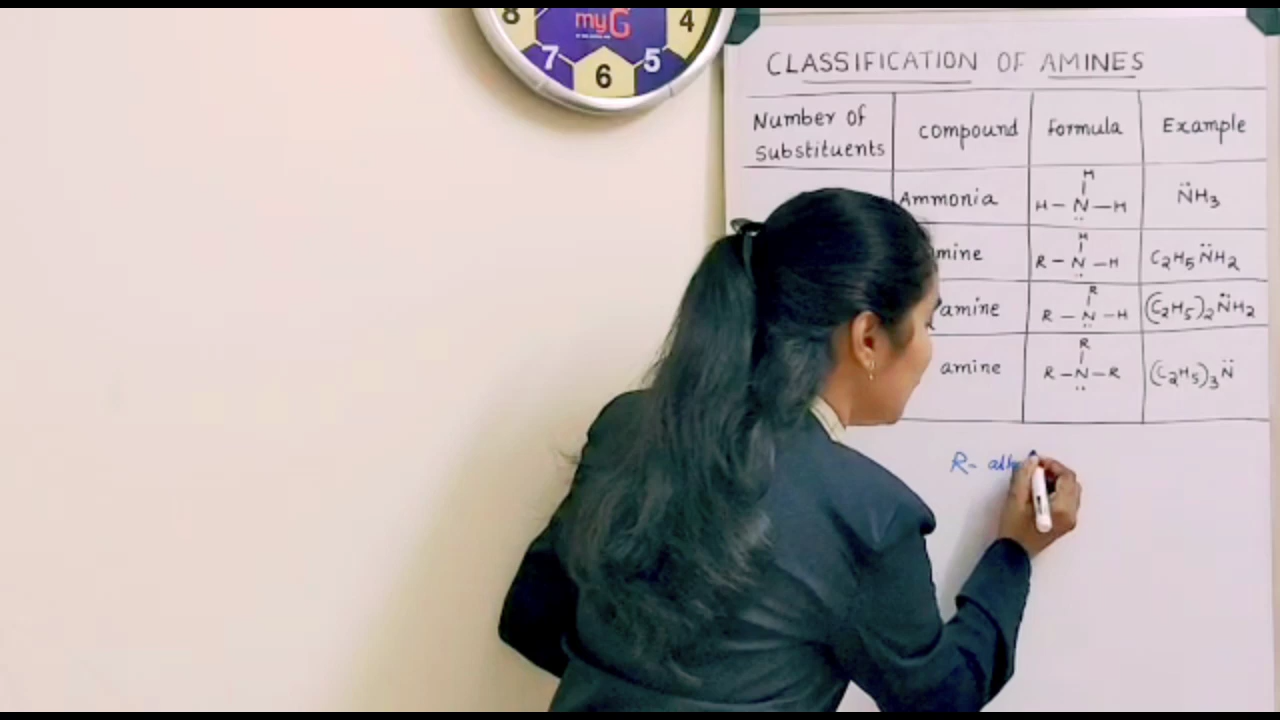 8 myG 4
7 5
6
CLASSIFICATION OF AMINES
Number of Substituents compound Formula Example
Ammonia H–N̤–H N̈H3
H
mine R–N̤–H C2H5N̈H2
H
amine R–N̤–H (C2H5)2N̈H2
R
amine R–N̤–R (C2H5)3N̈
R
R-